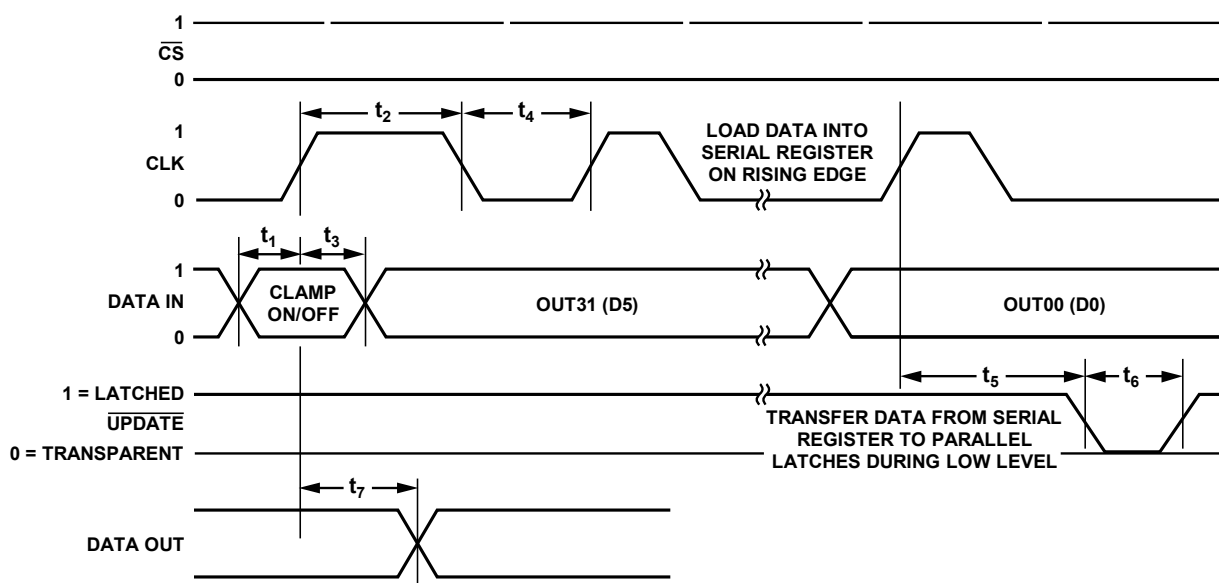 1
C̅S̅
0
t2
t4
1
CLK
0
LOAD DATA INTO
SERIAL REGISTER
ON RISING EDGE
t1
t3
1
DATA IN
0
CLAMP
ON/OFF
OUT31 (D5)
OUT00 (D0)
t5
t6
1 = LATCHED
U̅P̅D̅A̅T̅E̅
0 = TRANSPARENT
TRANSFER DATA FROM SERIAL
REGISTER TO PARALLEL
LATCHES DURING LOW LEVEL
t7
DATA OUT